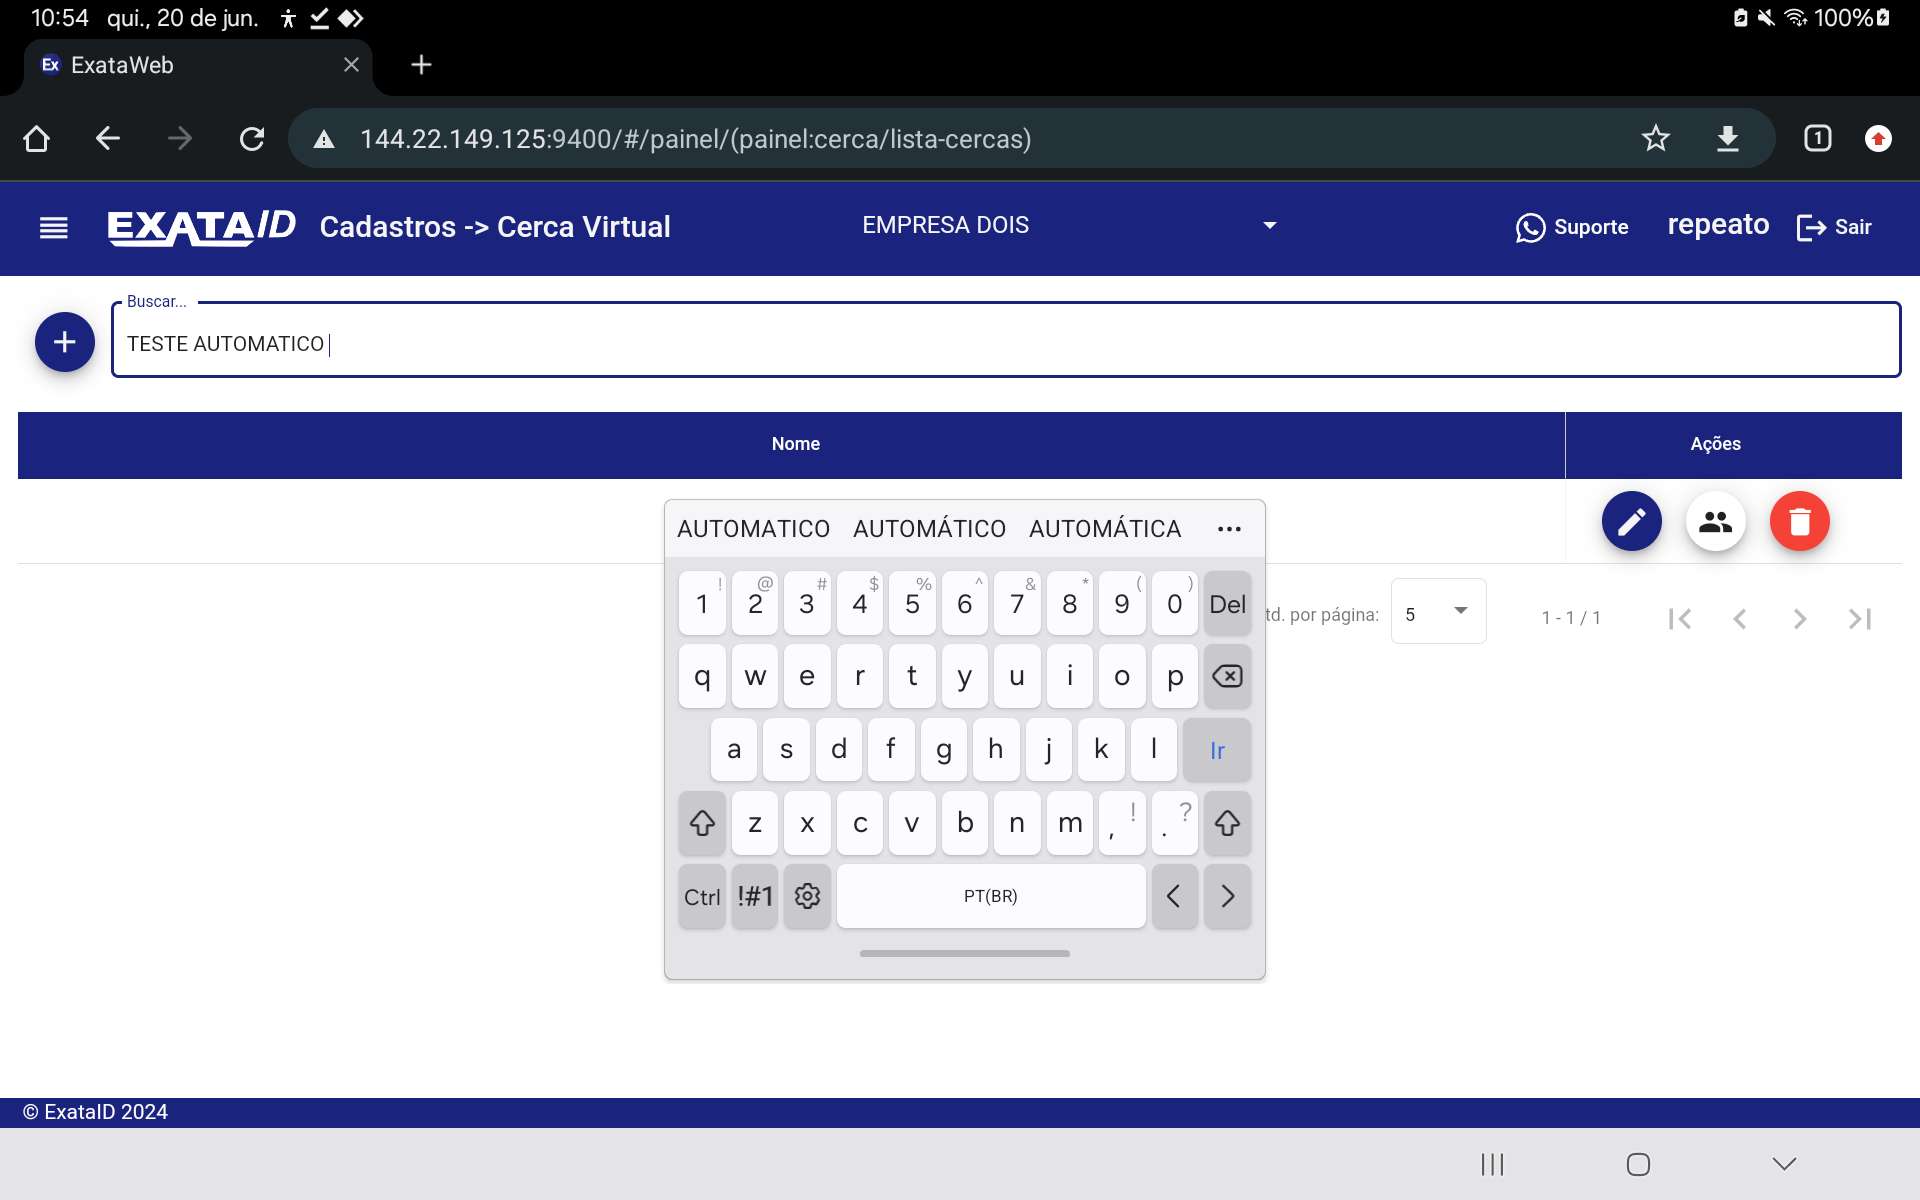 10:54 qui., 20 de jun. 100%
Ex ExataWeb
144.22.149.125:9400/#/painel/(painel:cerca/lista-cercas) 1
EXATAID Cadastros -> Cerca Virtual EMPRESA DOIS Suporte repeato Sair
Buscar...
TESTE AUTOMATICO
Nome Ações
AUTOMATICO AUTOMÁTICO AUTOMÁTICA ...
! @ # $ % ^ & * ( )
1 2 3 4 5 6 7 8 9 0 Del
td. por página: 5 1 - 1 / 1
q w e r t y u i o p
a s d f g h j k l Ir
z x c v b n m , ! . ?
Ctrl !#1 PT(BR) < >
© ExataID 2024